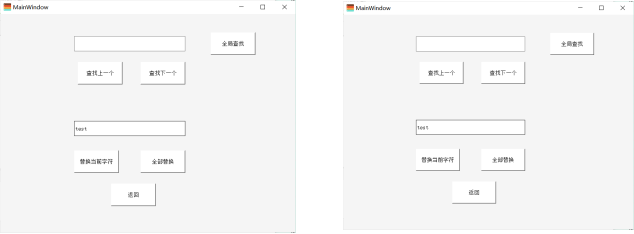 MainWindow
全局查找
查找上一个
查找下一个
test
替换当前字符
全部替换
返回
MainWindow
全局查找
查找上一个
查找下一个
test
替换当前字符
全部替换
返回